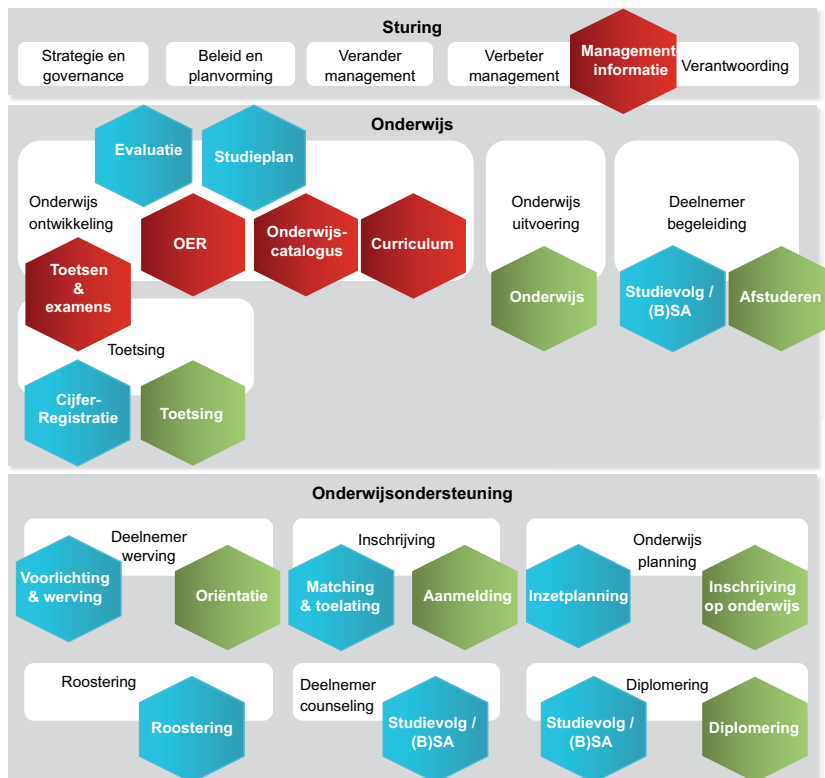 Sturing
Strategie en
governance
Beleid en
planvorming
Verander
management
Verbeter
management
Management
informatie
Verantwoording
Onderwijs
Evaluatie
Studieplan
Onderwijs
ontwikkeling
OER
Onderwijs-
catalogus
Curriculum
Toetsen
&
examens
Onderwijs
uitvoering
Onderwijs
Deelnemer
begeleiding
Studievolg /
(B)SA
Afstuderen
Toetsing
Cijfer-
Registratie
Toetsing
Onderwijsondersteuning
Deelnemer
werving
Voorlichting
& werving
Oriëntatie
Inschrijving
Matching
& toelating
Aanmelding
Onderwijs
planning
Inzetplanning
Inschrijving
op onderwijs
Roostering
Roostering
Deelnemer
counseling
Studievolg /
(B)SA
Diplomering
Studievolg /
(B)SA
Diplomering